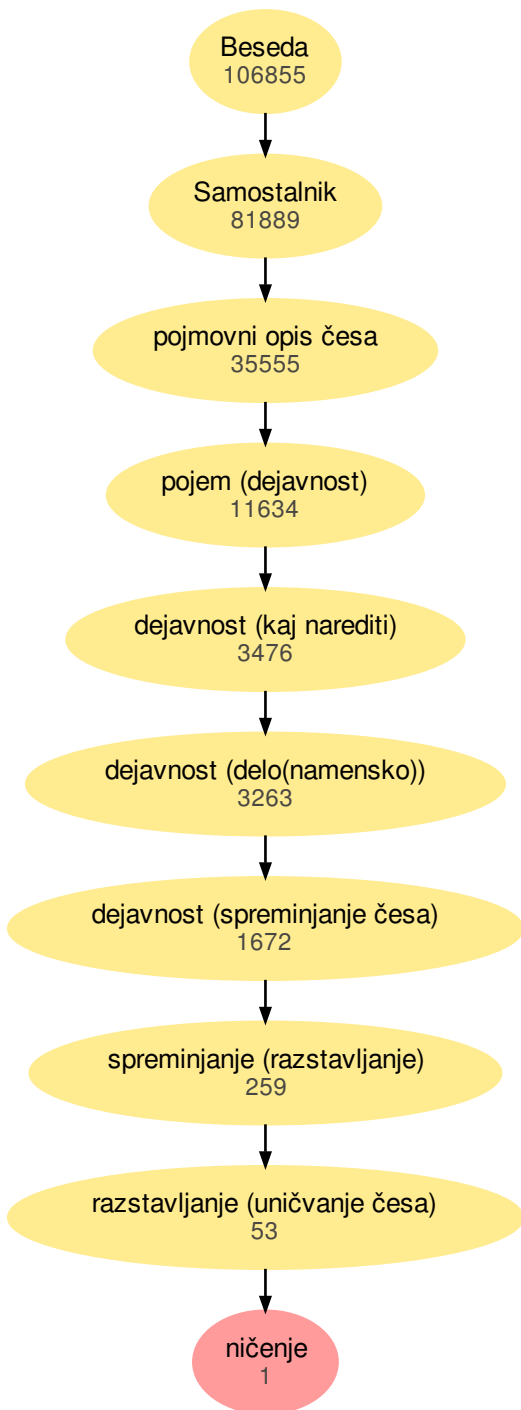 Beseda
106855
Samostalnik
81889
pojmovni opis česa
35555
pojem (dejavnost)
11634
dejavnost (kaj narediti)
3476
dejavnost (delo(namensko))
3263
dejavnost (spreminjanje česa)
1672
spreminjanje (razstavljanje)
259
razstavljanje (uničvanje česa)
53
ničenje
1